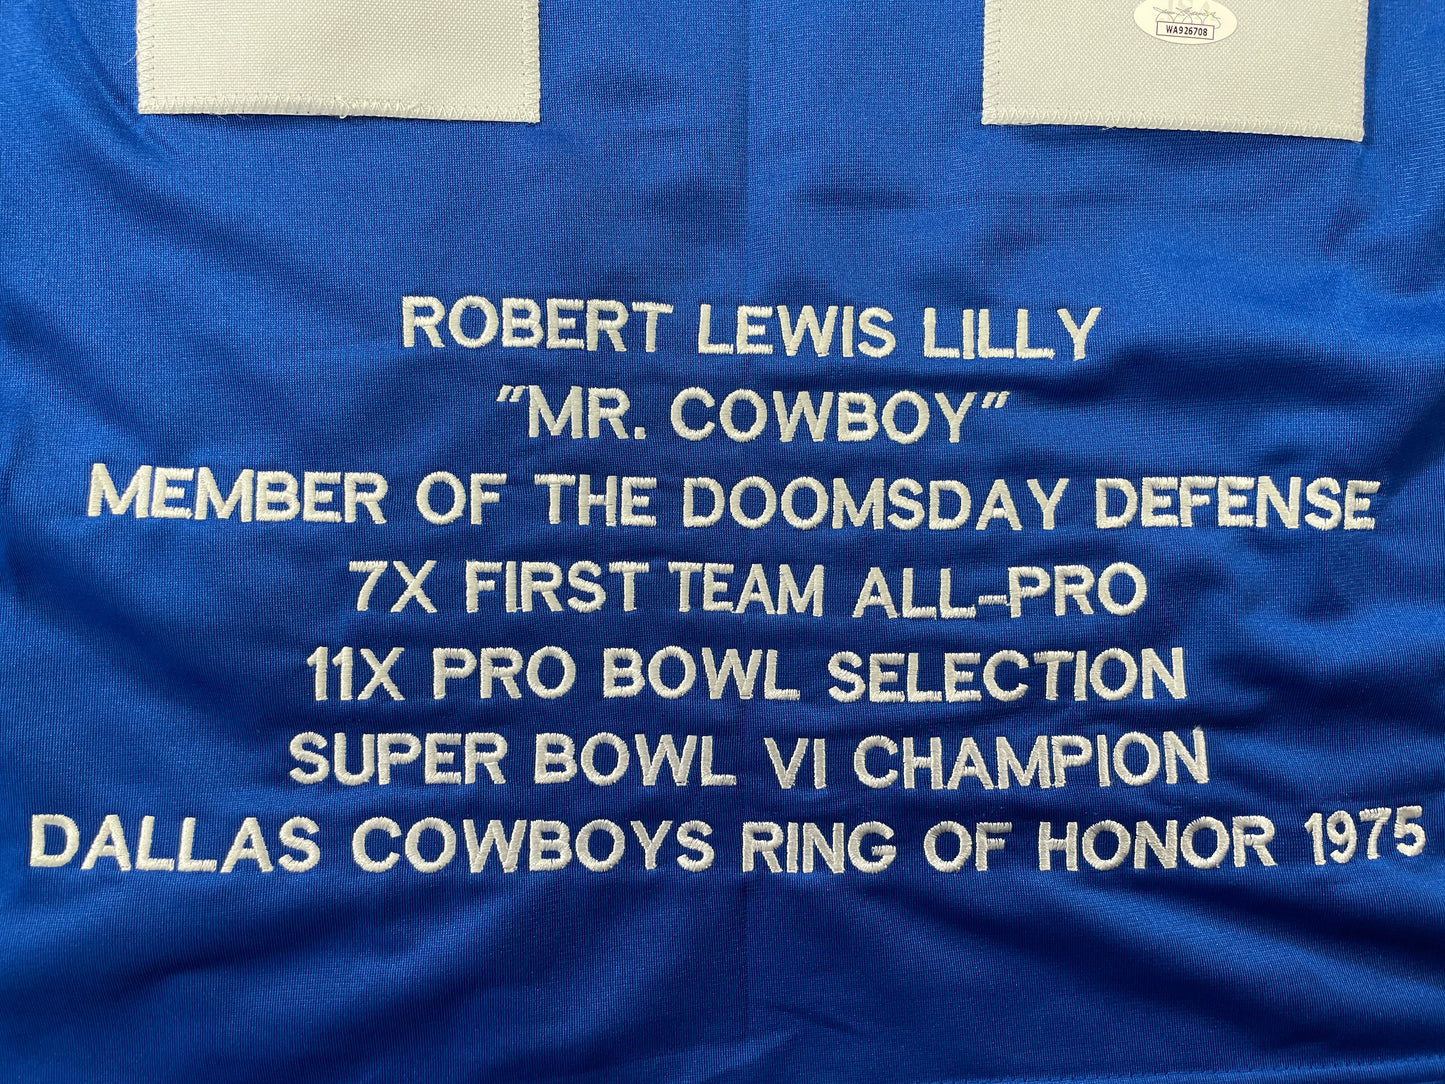 WA926708
ROBERT LEWIS LILLY
"MR. COWBOY"
MEMBER OF THE DOOMSDAY DEFENSE
7X FIRST TEAM ALL-PRO
11X PRO BOWL SELECTION
SUPER BOWL VI CHAMPION
DALLAS COWBOYS RING OF HONOR 1975